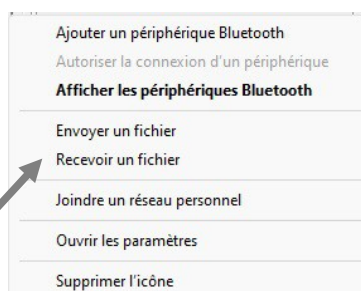 Ajouter un périphérique Bluetooth
Autoriser la connexion d'un périphérique
Afficher les périphériques Bluetooth
Envoyer un fichier
Recevoir un fichier
Joindre un réseau personnel
Ouvrir les paramètres
Supprimer l'icône